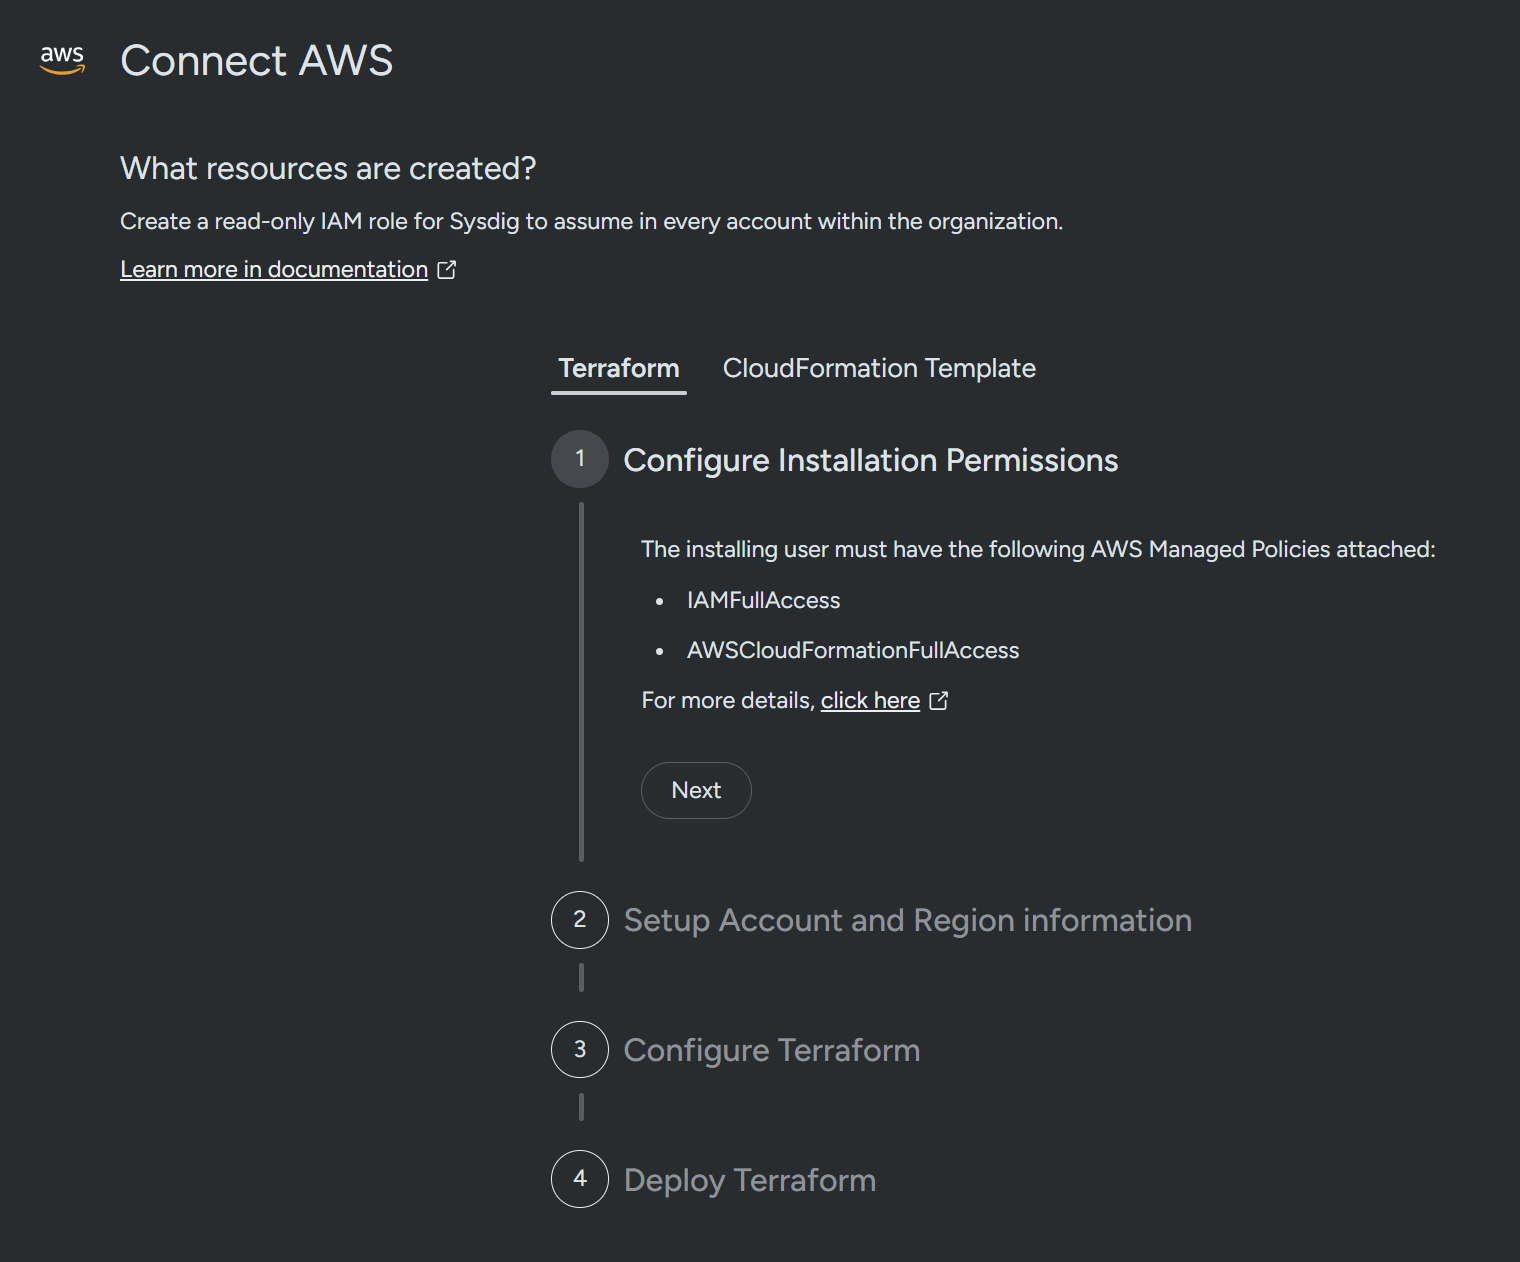 aws
Connect AWS
What resources are created?
Create a read-only IAM role for Sysdig to assume in every account within the organization.
Learn more in documentation
Terraform
CloudFormation Template
1
Configure Installation Permissions
The installing user must have the following AWS Managed Policies attached:
• IAMFullAccess
• AWSCloudFormationFullAccess
For more details, click here
Next
2
Setup Account and Region information
3
Configure Terraform
4
Deploy Terraform